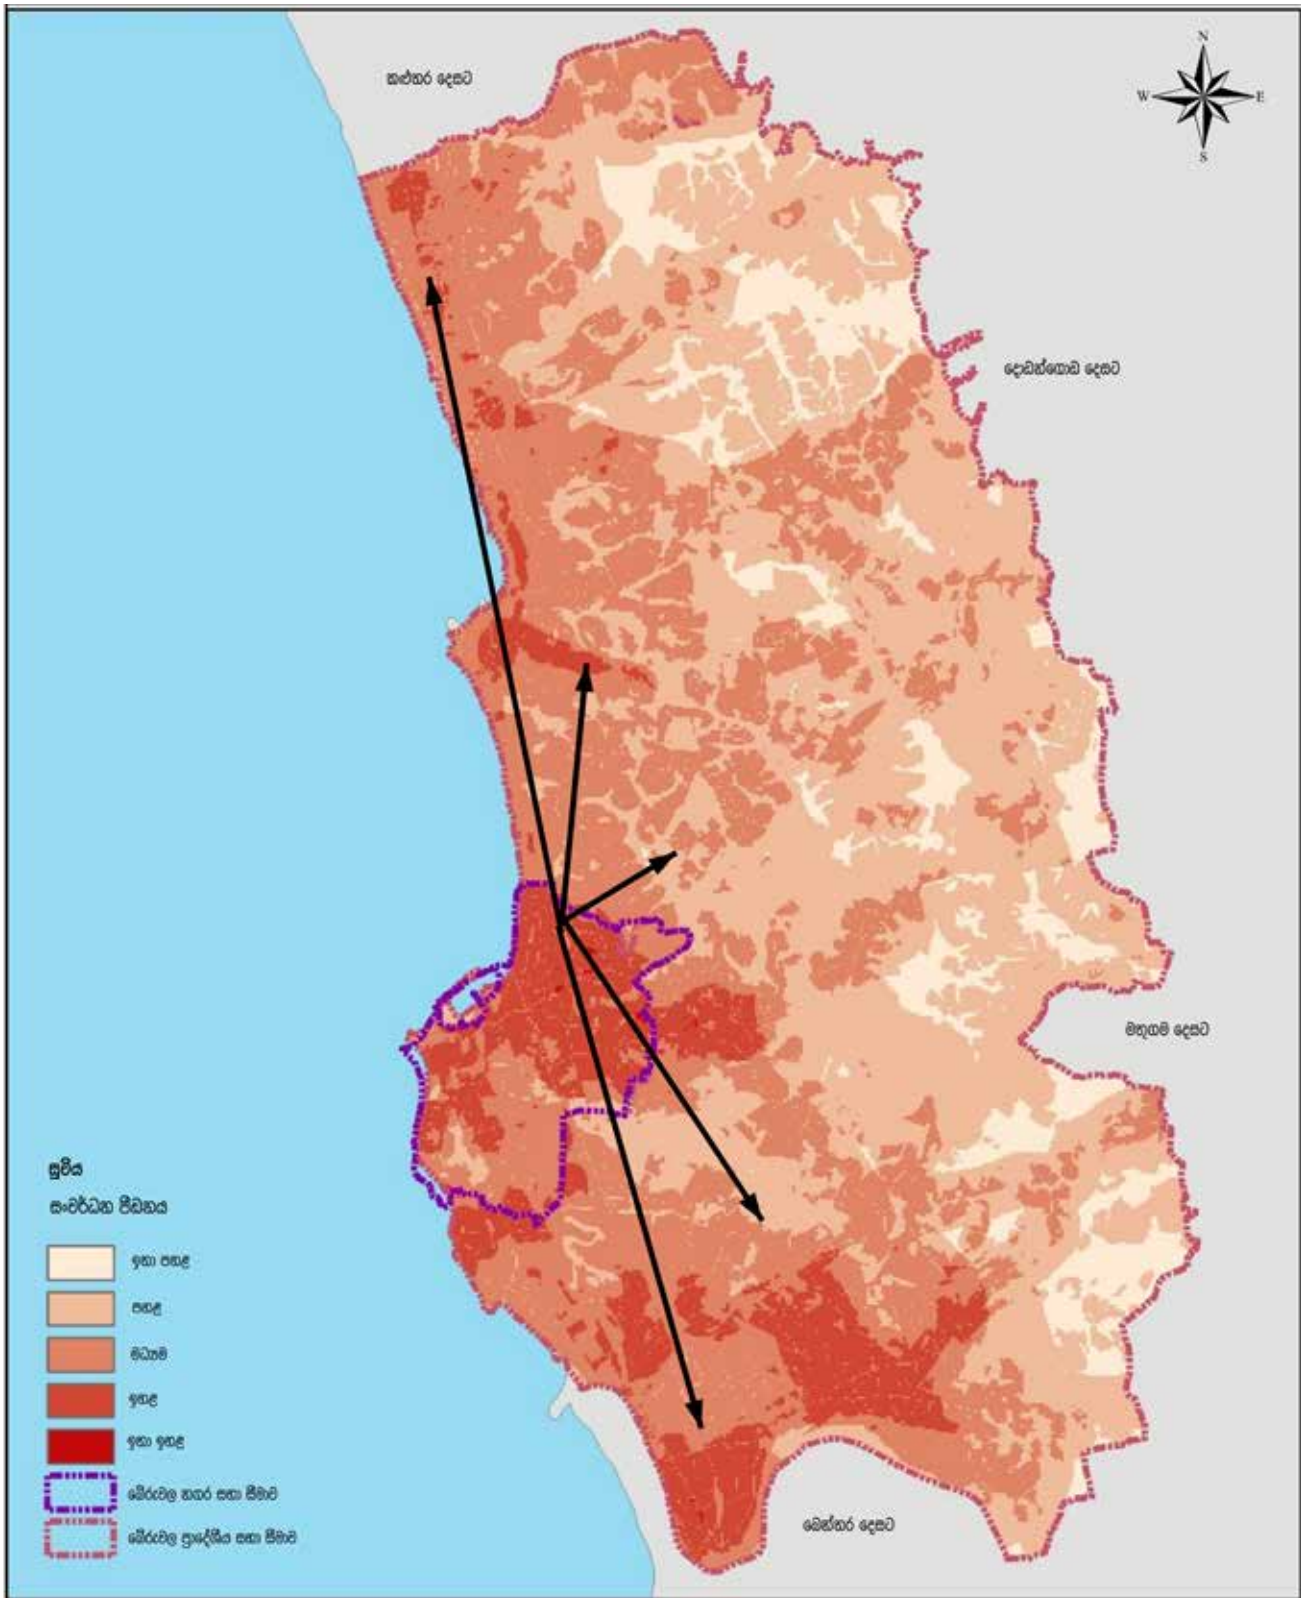 කළුතර දෙසට
N
W
E
S
දොඩන්ගොඩ දෙසට
මතුගම දෙසට
සූචිය
සංවර්ධන පීඩනය
ඉතා පහළ
පහළ
මධ්‍යම
ඉහළ
ඉතා ඉහළ
බේරුවල නගර සභා සීමාව
බේරුවල ප්‍රාදේශීය සභා සීමාව
බෙන්තර දෙසට